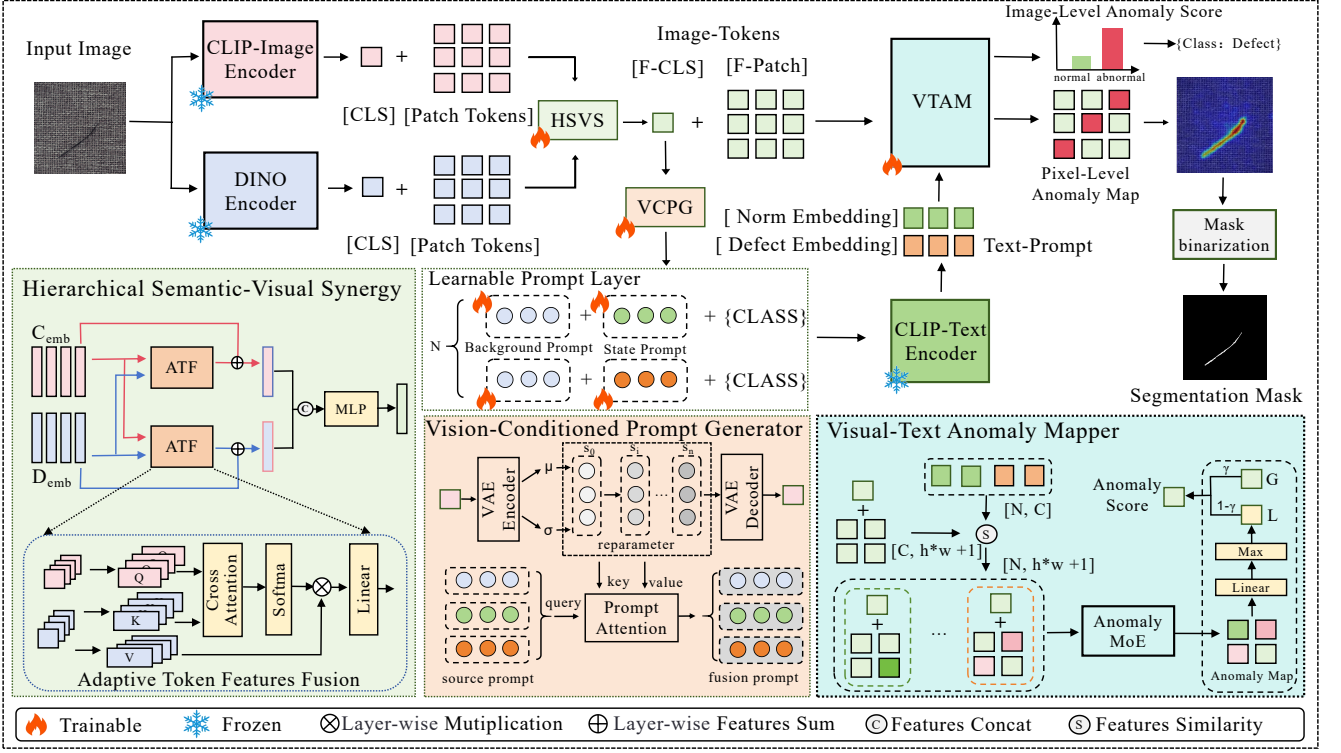 Input Image
CLIP-Image
Encoder
+
[CLS]
[Patch Tokens]
DINO
Encoder
+
[CLS]
[Patch Tokens]
HSVS
Image-Tokens
[F-CLS]
[F-Patch]
+
VCPG
VTAM
Image-Level Anomaly Score
normal
abnormal
{Class: Defect}
Pixel-Level
Anomaly Map
Mask
binarization
Segmentation Mask
[ Norm Embedding]
[ Defect Embedding]
Text-Prompt
CLIP-Text
Encoder
Learnable Prompt Layer
N
+
+ {CLASS}
Background Prompt
State Prompt
+
+ {CLASS}
Hierarchical Semantic-Visual Synergy
C emb
ATF
C
MLP
ATF
D emb
Q
K
V
Cross
Attention
Softma
Linear
Adaptive Token Features Fusion
Vision-Conditioned Prompt Generator
VAE
Encoder
μ
σ
s0
si
...
sn
reparameter
VAE
Decoder
key
value
query
Prompt
Attention
source prompt
fusion prompt
Visual-Text Anomaly Mapper
+
[N, C]
S
[C, h*w +1]
[N, h*w +1]
+
...
+
Anomaly
MoE
Anomaly
Score
γ
G
1-γ
L
Max
Linear
Anomaly Map
Trainable
Frozen
Layer-wise Mutiplication
Layer-wise Features Sum
C Features Concat
S Features Similarity